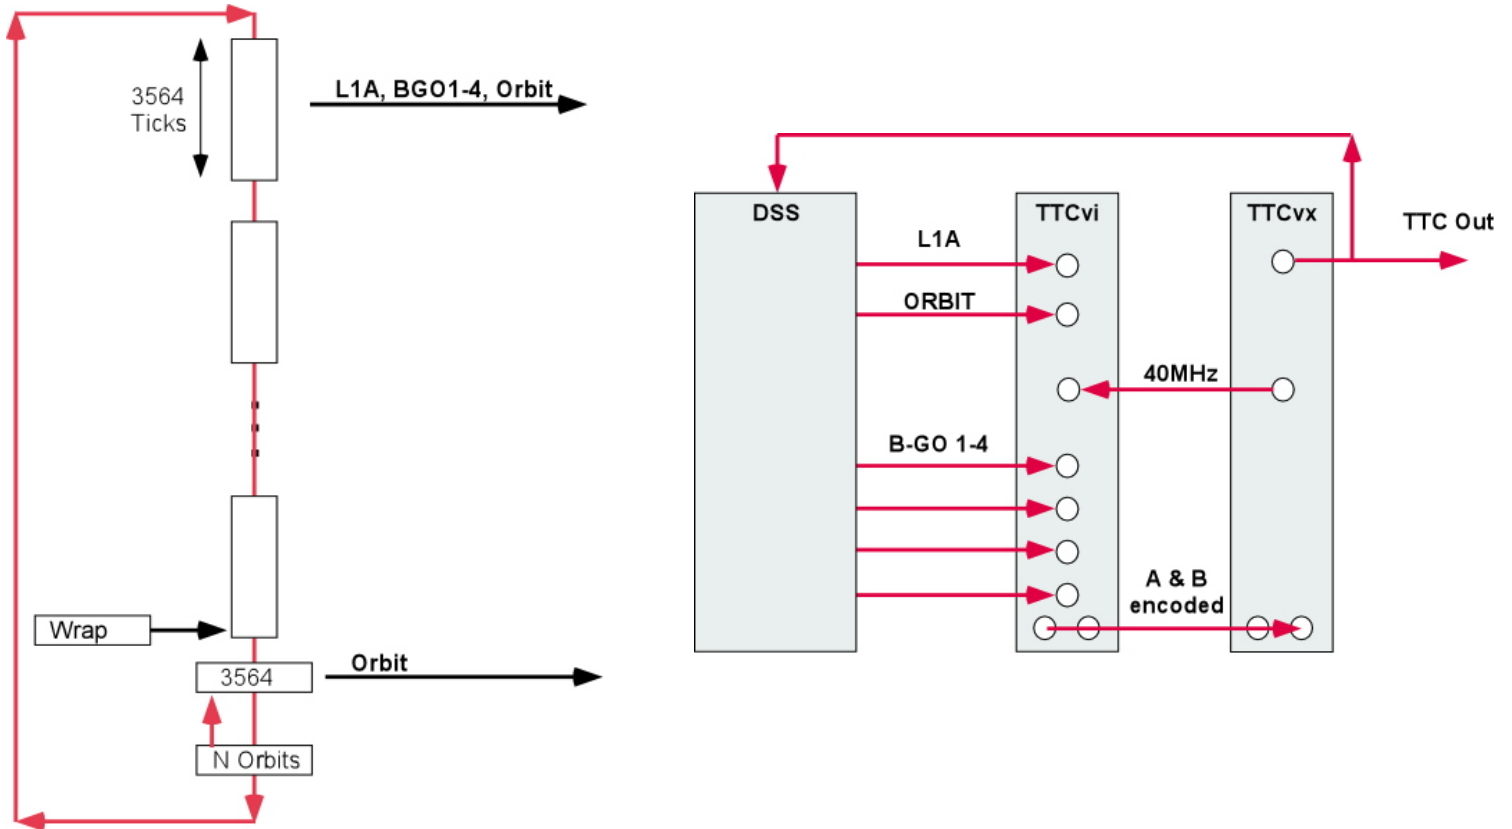 3564
Ticks
L1A, BGO1-4, Orbit
Wrap
3564
Orbit
N Orbits
DSS
TTCvi
TTCvx
TTC Out
L1A
ORBIT
40MHz
B-GO 1-4
A & B
encoded